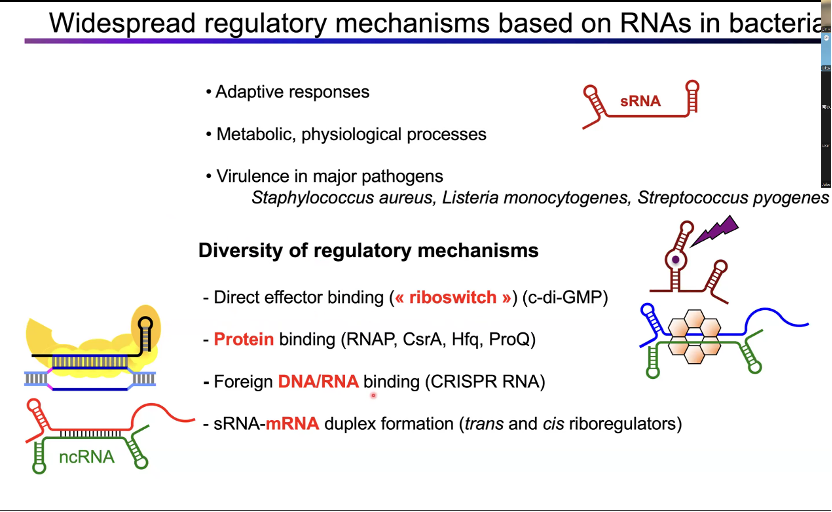 Widespread regulatory mechanisms based on RNAs in bacteria
• Adaptive responses
sRNA
• Metabolic, physiological processes
• Virulence in major pathogens
Staphylococcus aureus, Listeria monocytogenes, Streptococcus pyogenes
Diversity of regulatory mechanisms
- Direct effector binding (« riboswitch ») (c-di-GMP)
- Protein binding (RNAP, CsrA, Hfq, ProQ)
- Foreign DNA/RNA binding (CRISPR RNA)
- sRNA-mRNA duplex formation (trans and cis riboregulators)
ncRNA